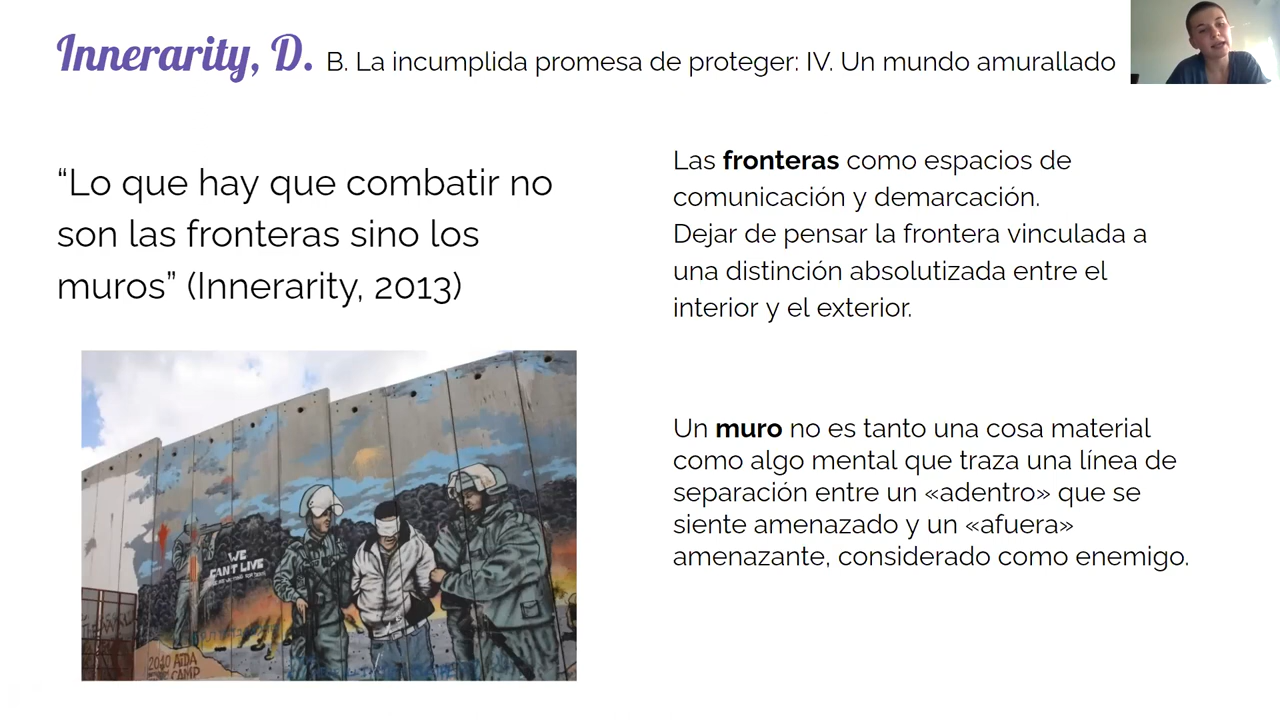 Innerarity, D. B. La incumplida promesa de proteger: IV. Un mundo amurallado
“Lo que hay que combatir no
son las fronteras sino los
muros” (Innerarity, 2013)
Las fronteras como espacios de
comunicación y demarcación.
Dejar de pensar la frontera vinculada a
una distinción absolutizada entre el
interior y el exterior.
Un muro no es tanto una cosa material
como algo mental que traza una línea de
separación entre un «adentro» que se
siente amenazado y un «afuera»
amenazante, considerado como enemigo.
WE
CAN'T LIVE
2010 AIDA
CAMP